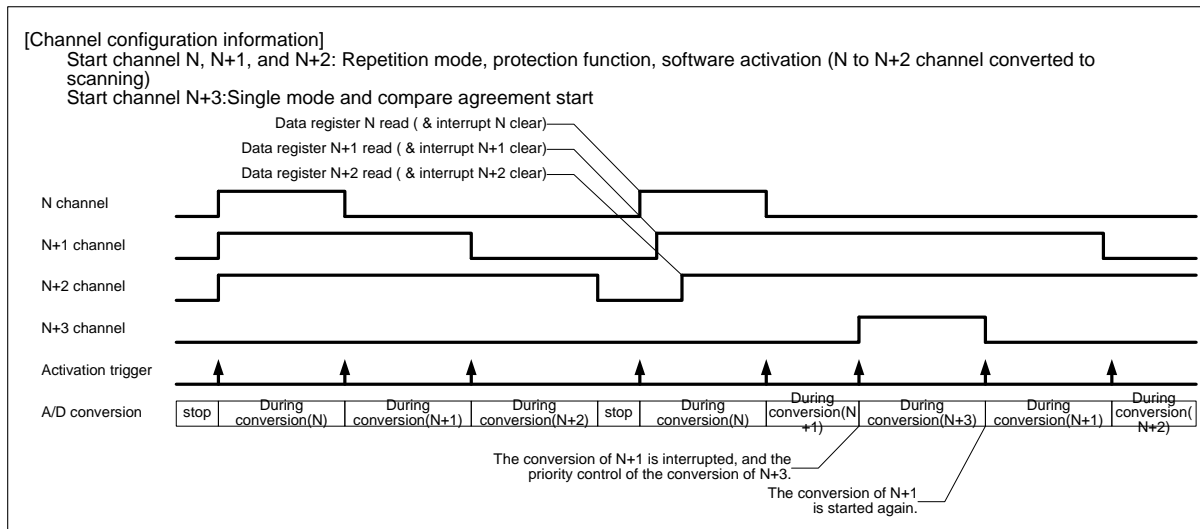 [Channel configuration information]
Start channel N, N+1, and N+2: Repetition mode, protection function, software activation (N to N+2 channel converted to
scanning)
Start channel N+3:Single mode and compare agreement start
Data register N read ( & interrupt N clear)
Data register N+1 read ( & interrupt N+1 clear)
Data register N+2 read ( & interrupt N+2 clear)
N channel
N+1 channel
N+2 channel
N+3 channel
Activation trigger
A/D conversion
stop
During
conversion(N)
During
conversion(N+1)
During
conversion(N+2)
stop
During
conversion(N)
During
conversion(N
+1)
During
conversion(N+3)
During
conversion(N+1)
During
conversion(
N+2)
The conversion of N+1 is interrupted, and the
priority control of the conversion of N+3.
The conversion of N+1
is started again.